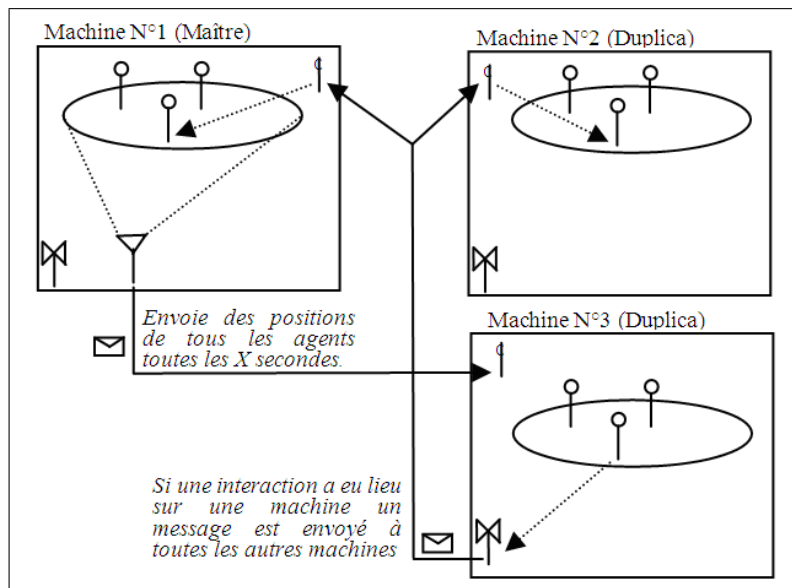 Machine N°1 (Maître)
Machine N°2 (Duplica)
Envoie des positions
de tous les agents
toutes les X secondes.
Machine N°3 (Duplica)
Si une interaction a eu lieu
sur une machine un
message est envoyé à
toutes les autres machines